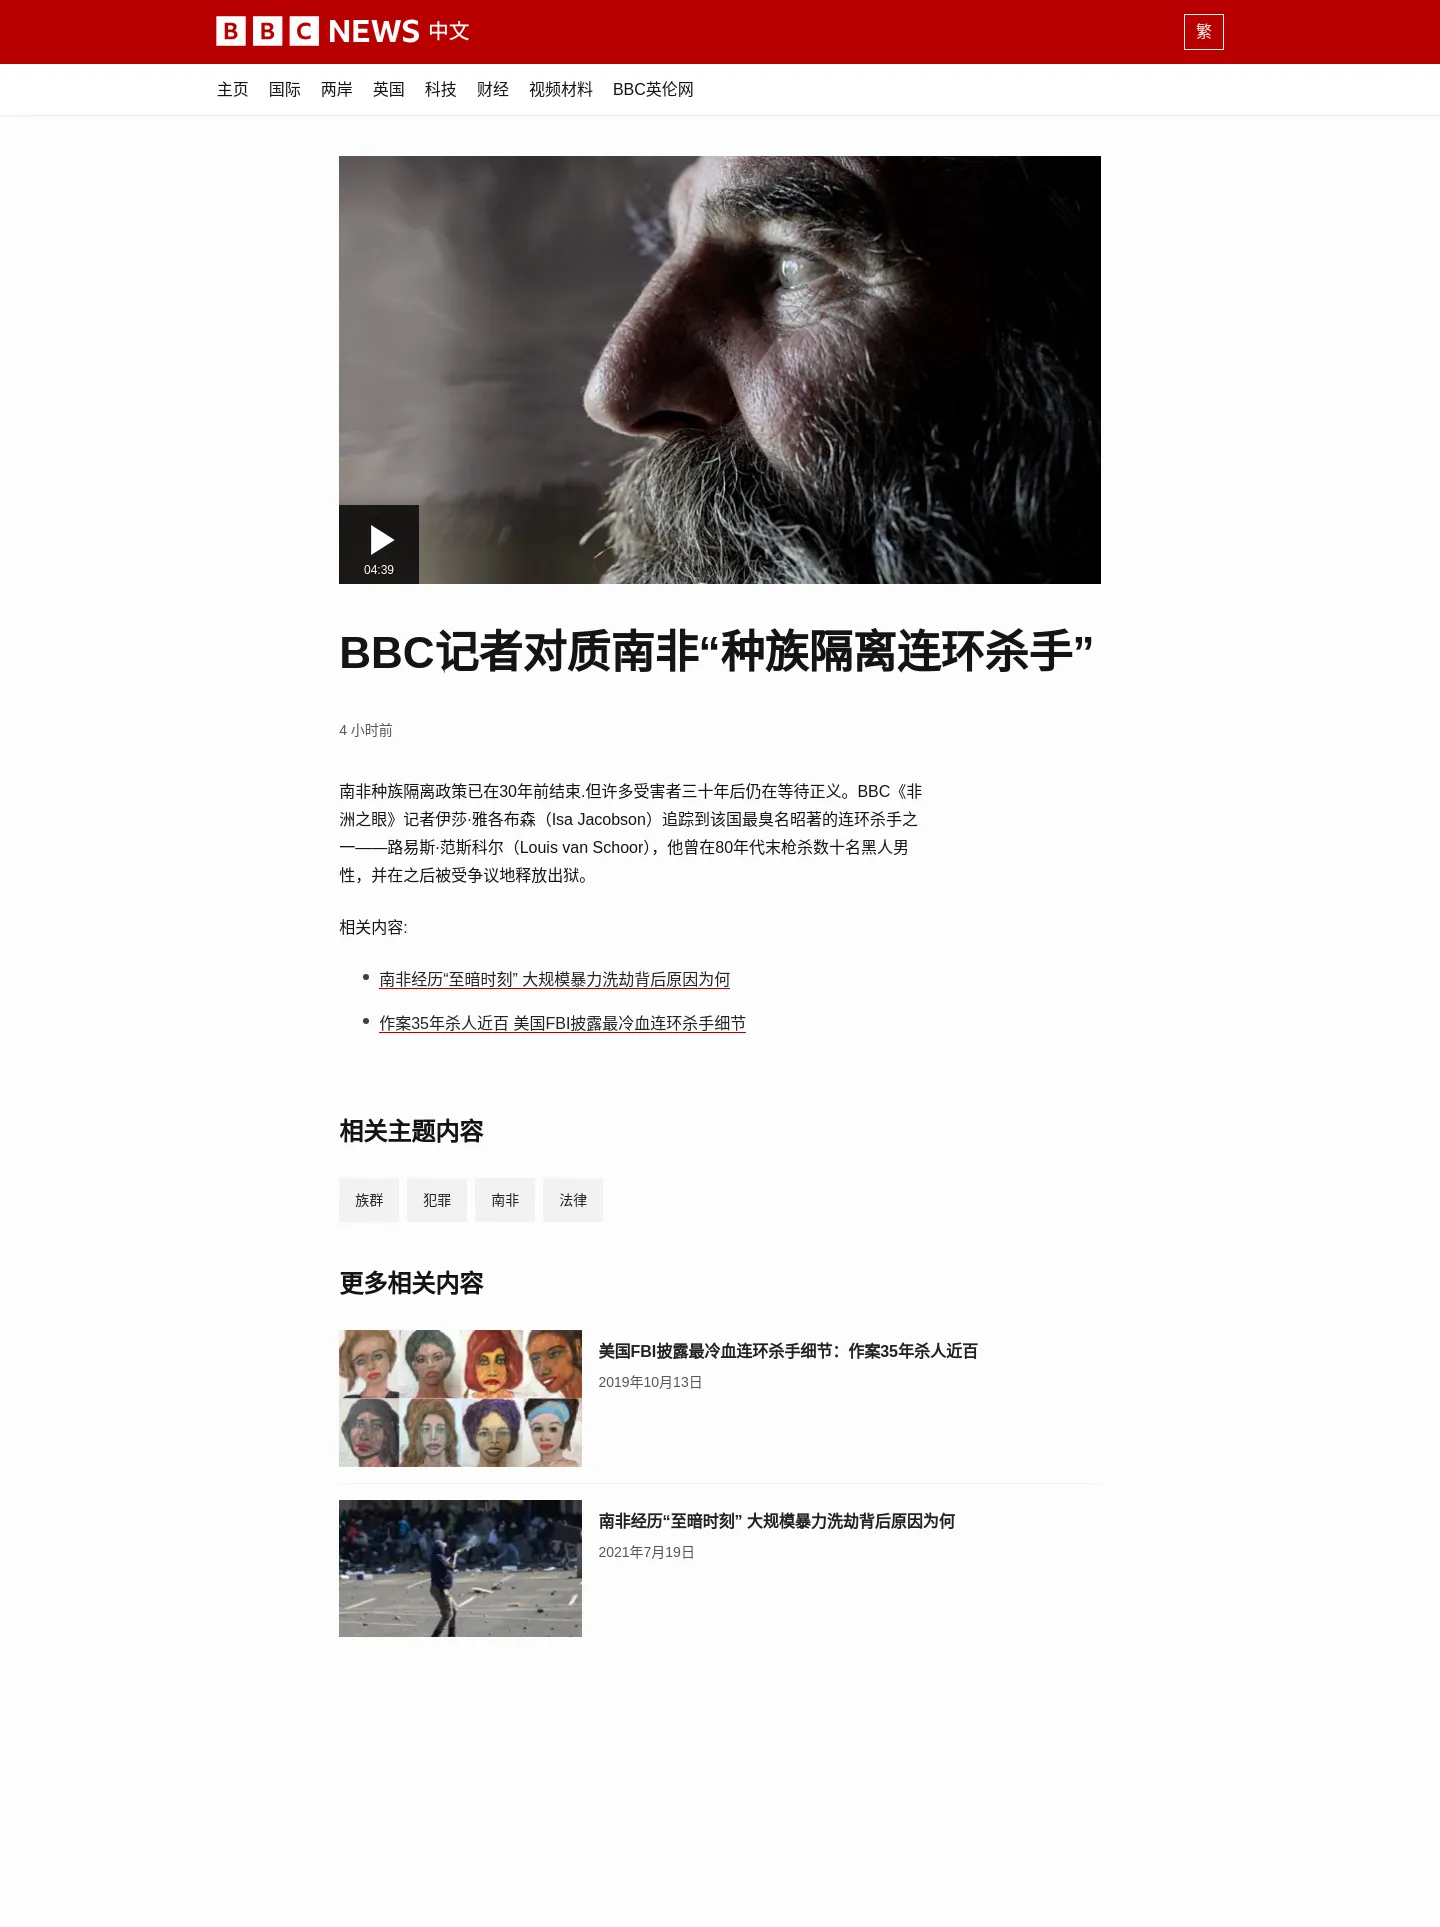 BBC NEWS 中文
繁
主页 国际 两岸 英国 科技 财经 视频材料 BBC英伦网
04:39
BBC记者对质南非“种族隔离连环杀手”
4 小时前
南非种族隔离政策已在30年前结束.但许多受害者三十年后仍在等待正义。BBC《非
洲之眼》记者伊莎·雅各布森（Isa Jacobson）追踪到该国最臭名昭著的连环杀手之
一——路易斯·范斯科尔（Louis van Schoor），他曾在80年代末枪杀数十名黑人男
性，并在之后被受争议地释放出狱。
相关内容:
南非经历“至暗时刻” 大规模暴力洗劫背后原因为何
作案35年杀人近百 美国FBI披露最冷血连环杀手细节
相关主题内容
族群 犯罪 南非 法律
更多相关内容
美国FBI披露最冷血连环杀手细节：作案35年杀人近百
2019年10月13日
南非经历“至暗时刻” 大规模暴力洗劫背后原因为何
2021年7月19日